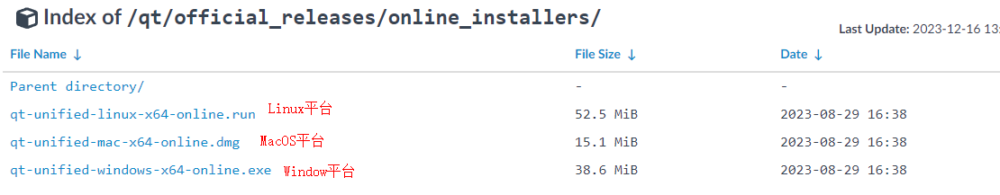 Index of /qt/official_releases/online_installers/
Last Update: 2023-12-16 13:
File Name ↓ File Size ↓ Date ↓
Parent directory/ - -
qt-unified-linux-x64-online.run Linux平台 52.5 MiB 2023-08-29 16:38
qt-unified-mac-x64-online.dmg MacOS平台 15.1 MiB 2023-08-29 16:38
qt-unified-windows-x64-online.exe Window平台 38.6 MiB 2023-08-29 16:38